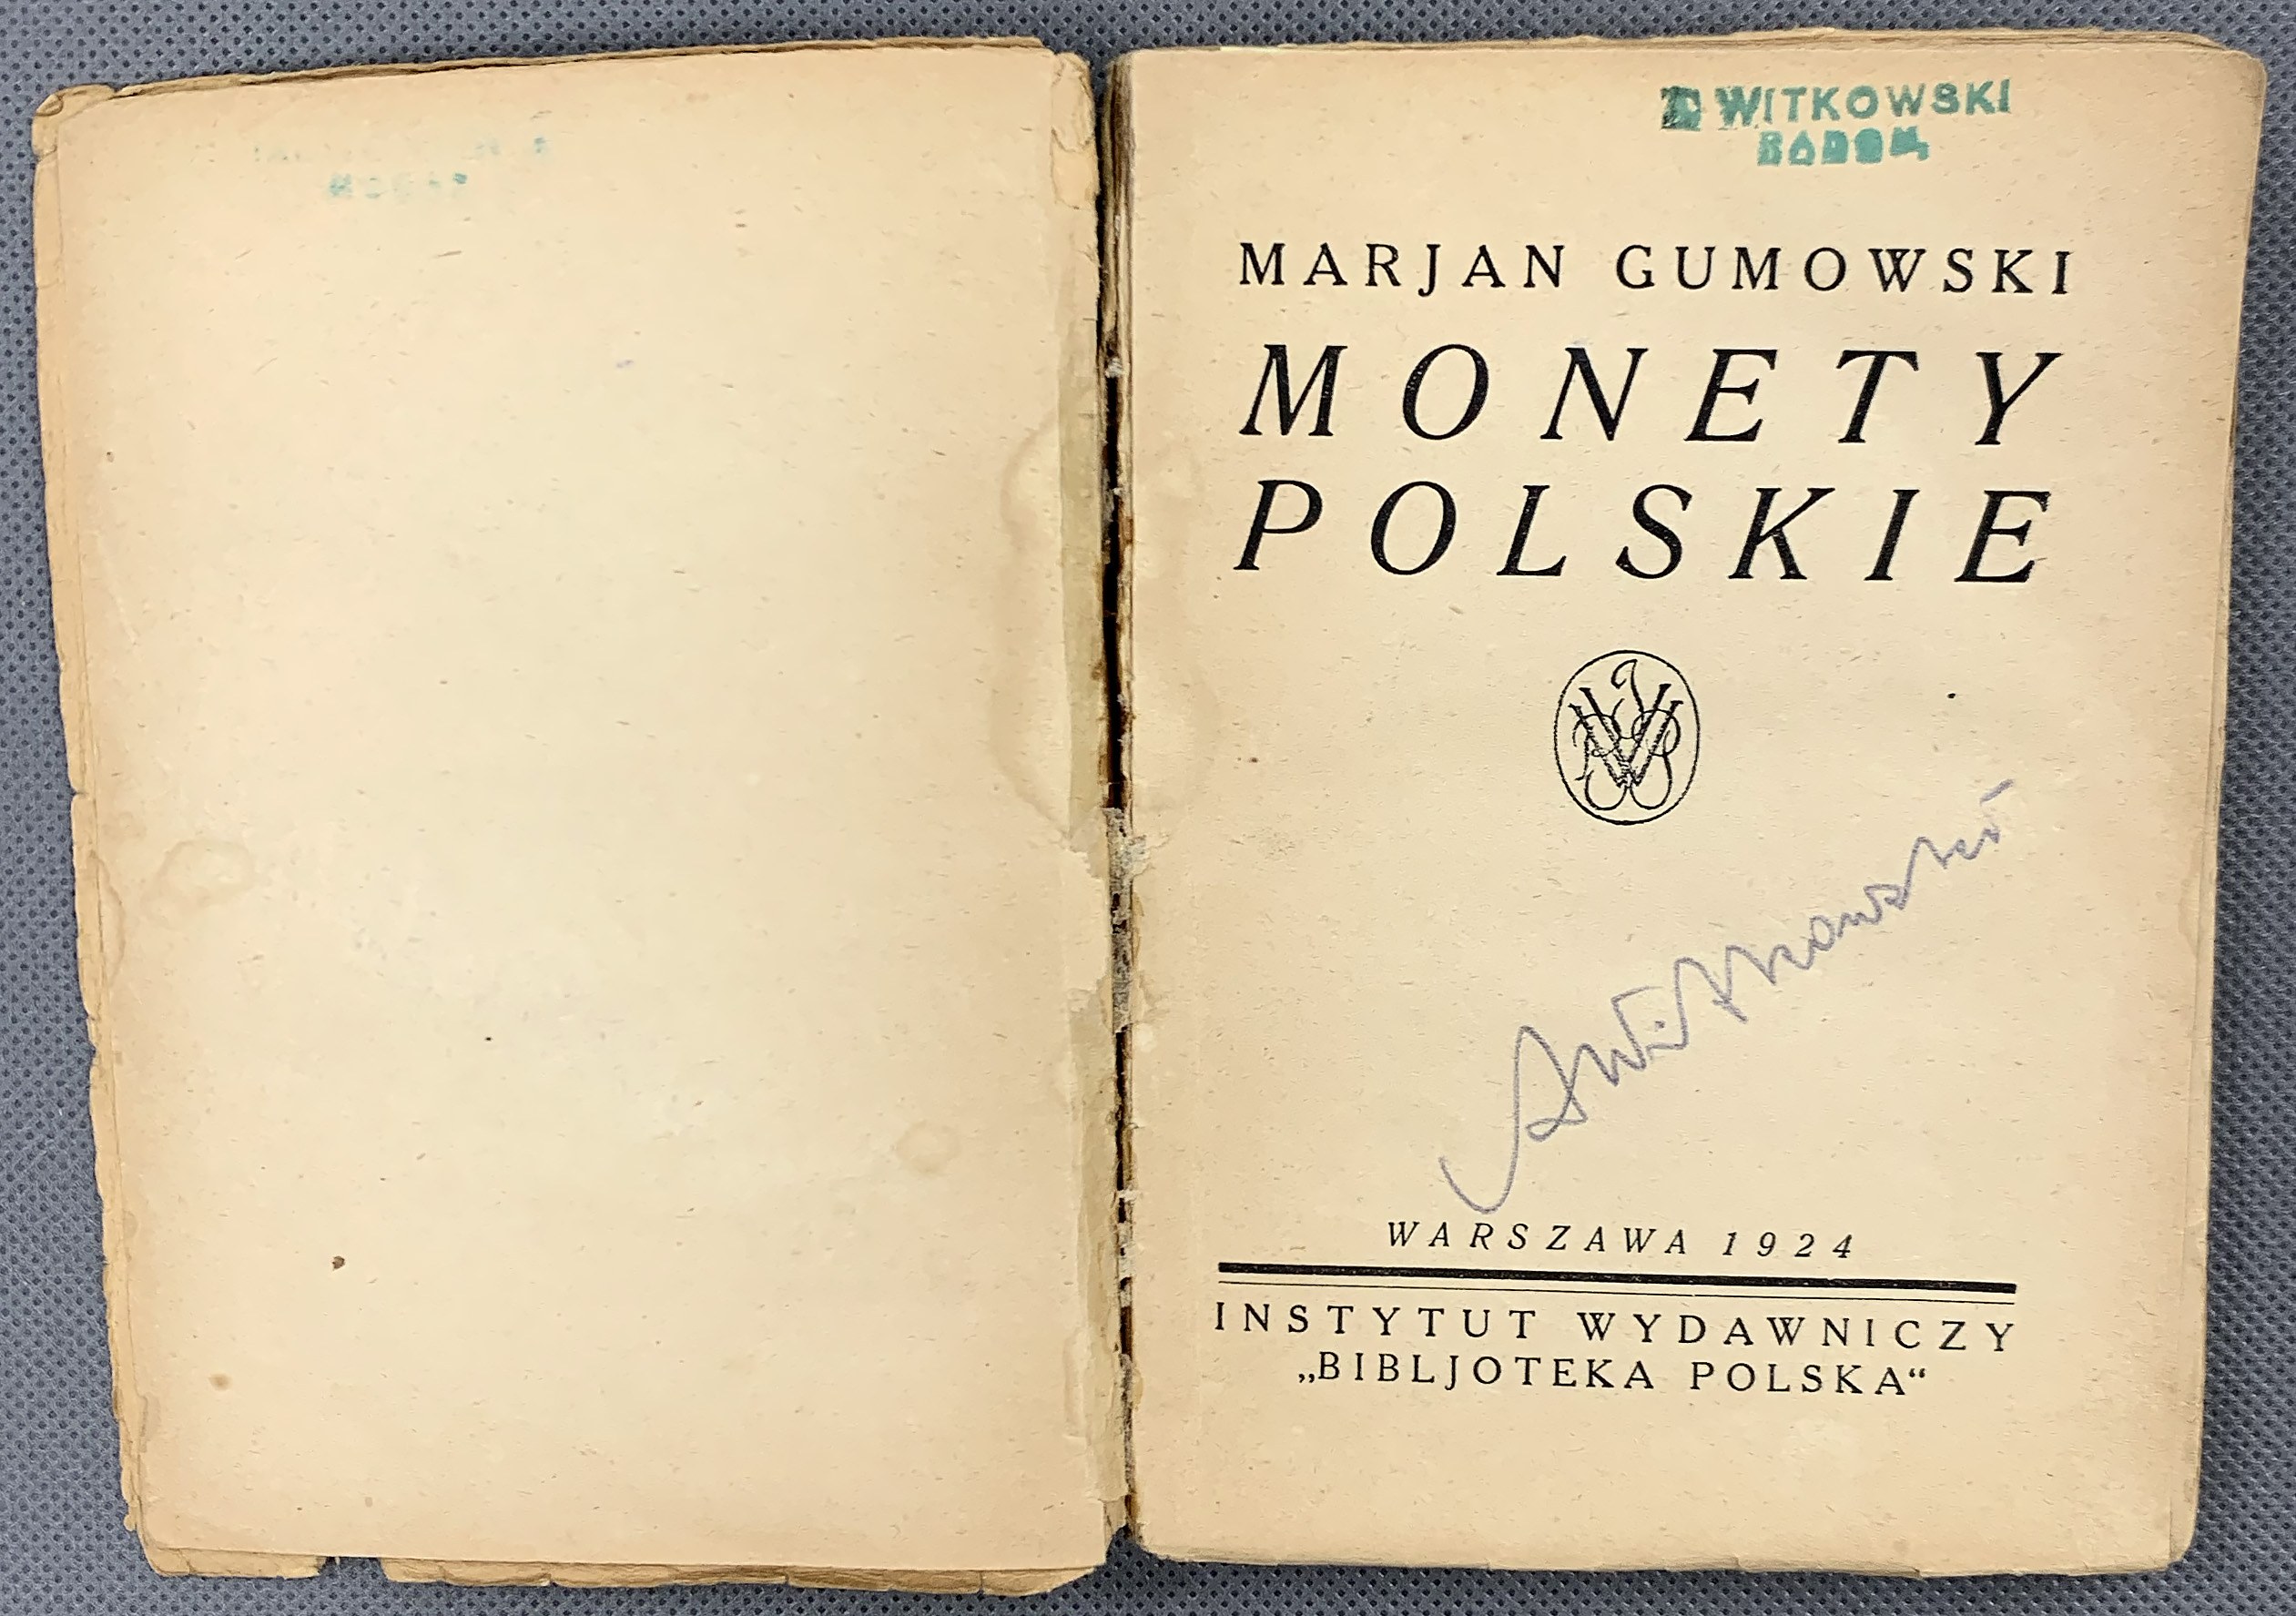 WITKOWSKI
RADOM
MARJAN GUMOWSKI
MONETY
POLSKIE
WARSZAWA 1924
INSTYTUT WYDAWNICZY
„BIBLJOTEKA POLSKA“